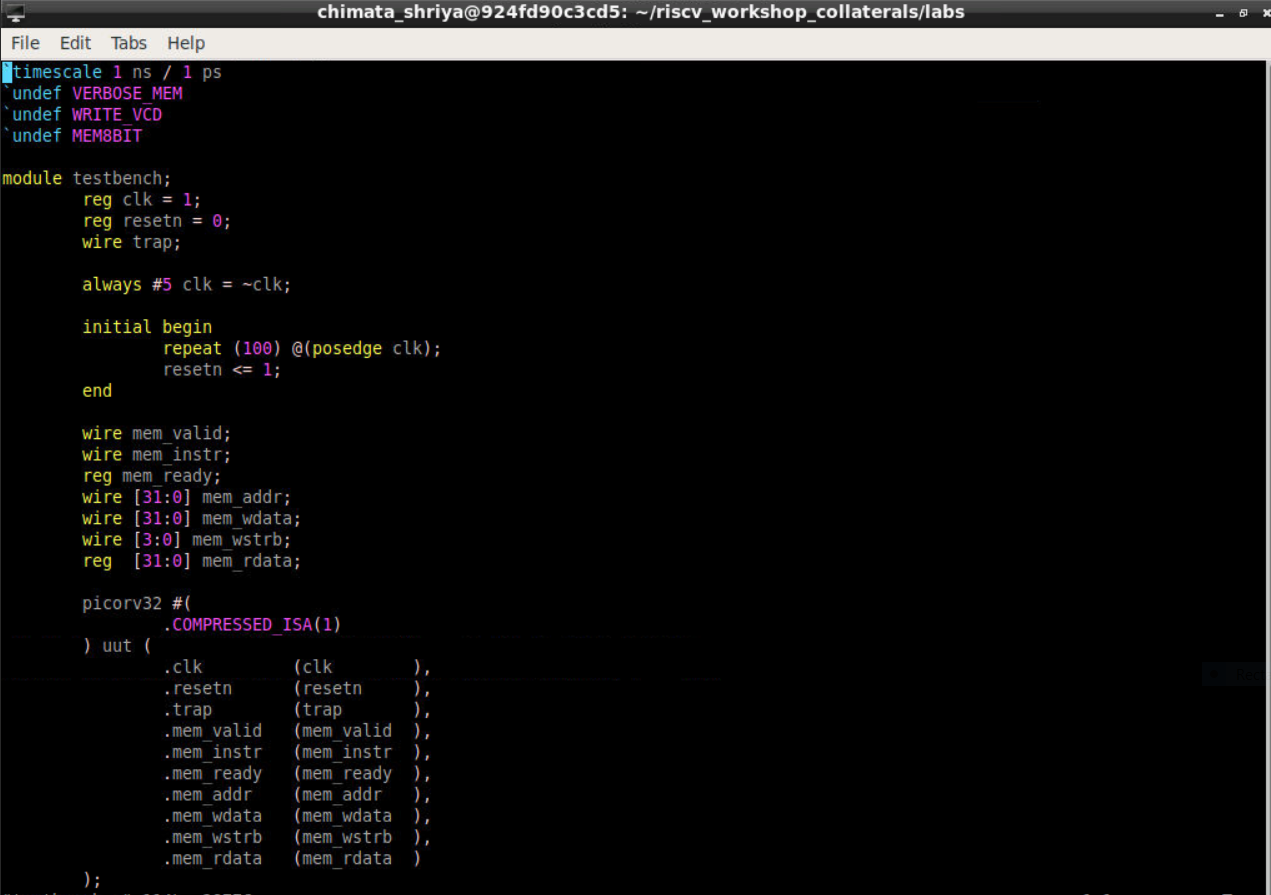 chimata_shriya@924fd90c3cd5: ~/riscv_workshop_collaterals/labs
File Edit Tabs Help
`timescale 1 ns / 1 ps
`undef VERBOSE_MEM
`undef WRITE_VCD
`undef MEM8BIT
module testbench;
reg clk = 1;
reg resetn = 0;
wire trap;
always #5 clk = ~clk;
initial begin
repeat (100) @(posedge clk);
resetn <= 1;
end
wire mem_valid;
wire mem_instr;
reg mem_ready;
wire [31:0] mem_addr;
wire [31:0] mem_wdata;
wire [3:0] mem_wstrb;
reg  [31:0] mem_rdata;
picorv32 #(
.COMPRESSED_ISA(1)
) uut (
.clk         (clk        ),
.resetn      (resetn     ),
.trap        (trap       ),
.mem_valid   (mem_valid  ),
.mem_instr   (mem_instr  ),
.mem_ready   (mem_ready  ),
.mem_addr    (mem_addr   ),
.mem_wdata   (mem_wdata  ),
.mem_wstrb   (mem_wstrb  ),
.mem_rdata   (mem_rdata  )
);